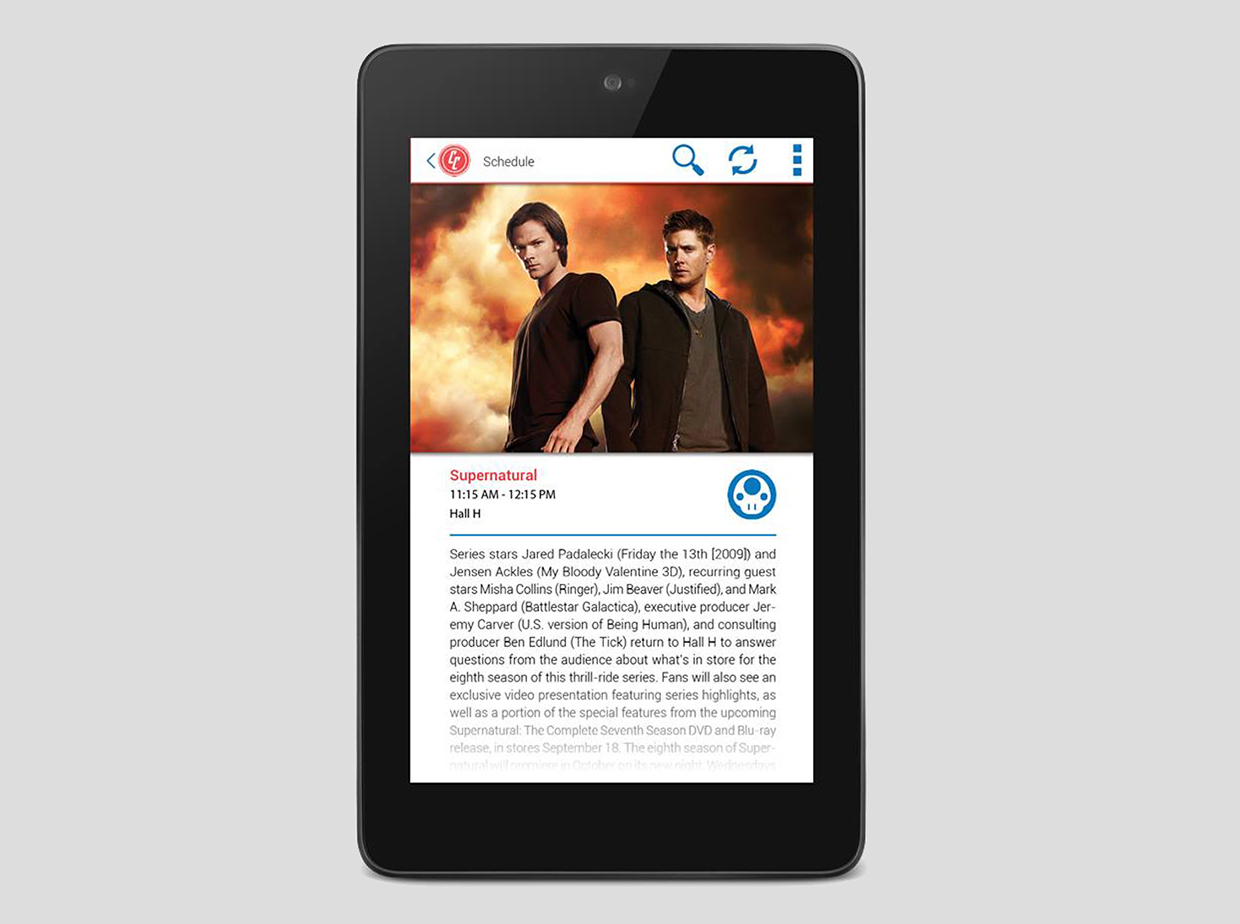 CC
Schedule
Supernatural
11:15 AM - 12:15 PM
Hall H
Series stars Jared Padalecki (Friday the 13th [2009]) and
Jensen Ackles (My Bloody Valentine 3D), recurring guest
stars Misha Collins (Ringer), Jim Beaver (Justified), and Mark
A. Sheppard (Battlestar Galactica), executive producer Jer-
emy Carver (U.S. version of Being Human), and consulting
producer Ben Edlund (The Tick) return to Hall H to answer
questions from the audience about what's in store for the
eighth season of this thrill-ride series. Fans will also see an
exclusive video presentation featuring series highlights, as
well as a portion of the special features from the upcoming
Supernatural: The Complete Seventh Season DVD and Blu-ray
release, in stores September 18. The eighth season of Super-
natural will premiere in October on its new night, Wednesdays